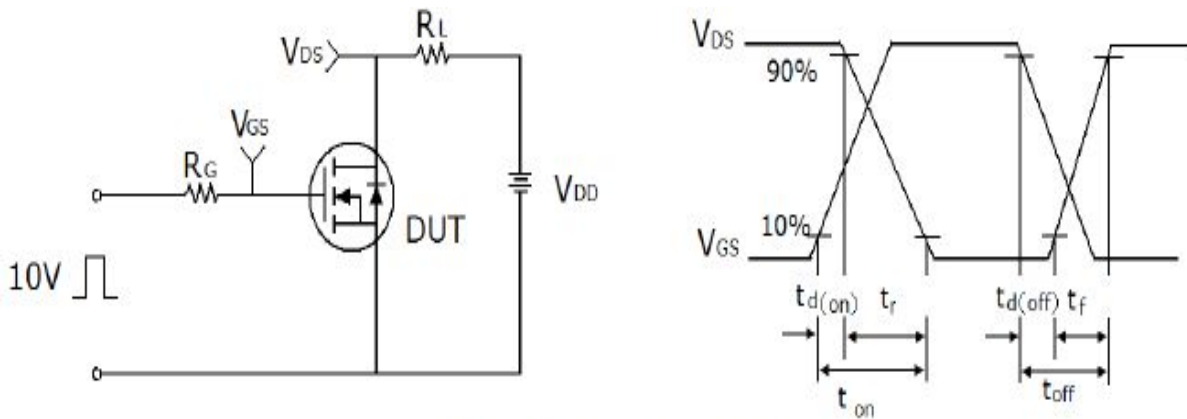 RL
VDS
VGS
RG
VDD
DUT
10V
VDS
90%
10%
VGS
td(on)
tr
td(off)
tf
ton
toff